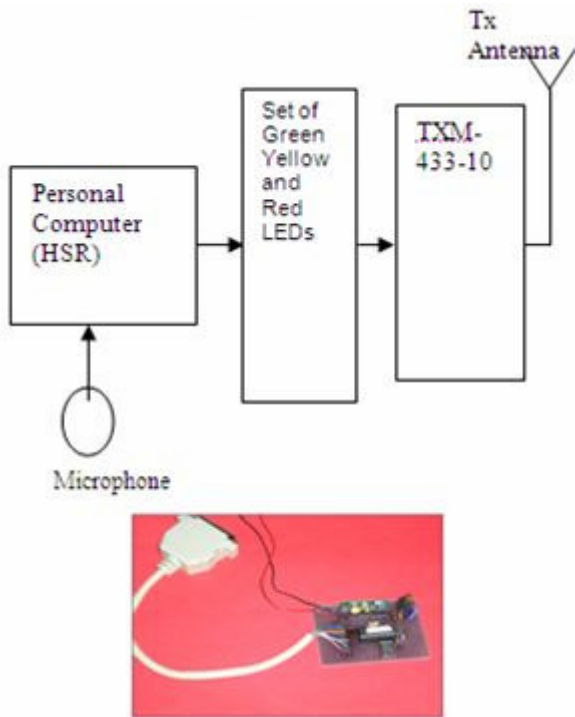 Tx
Antenna
Set of
Green
Yellow
and
Red
LEDs
TXM-
433-10
Personal
Computer
(HSR)
Microphone